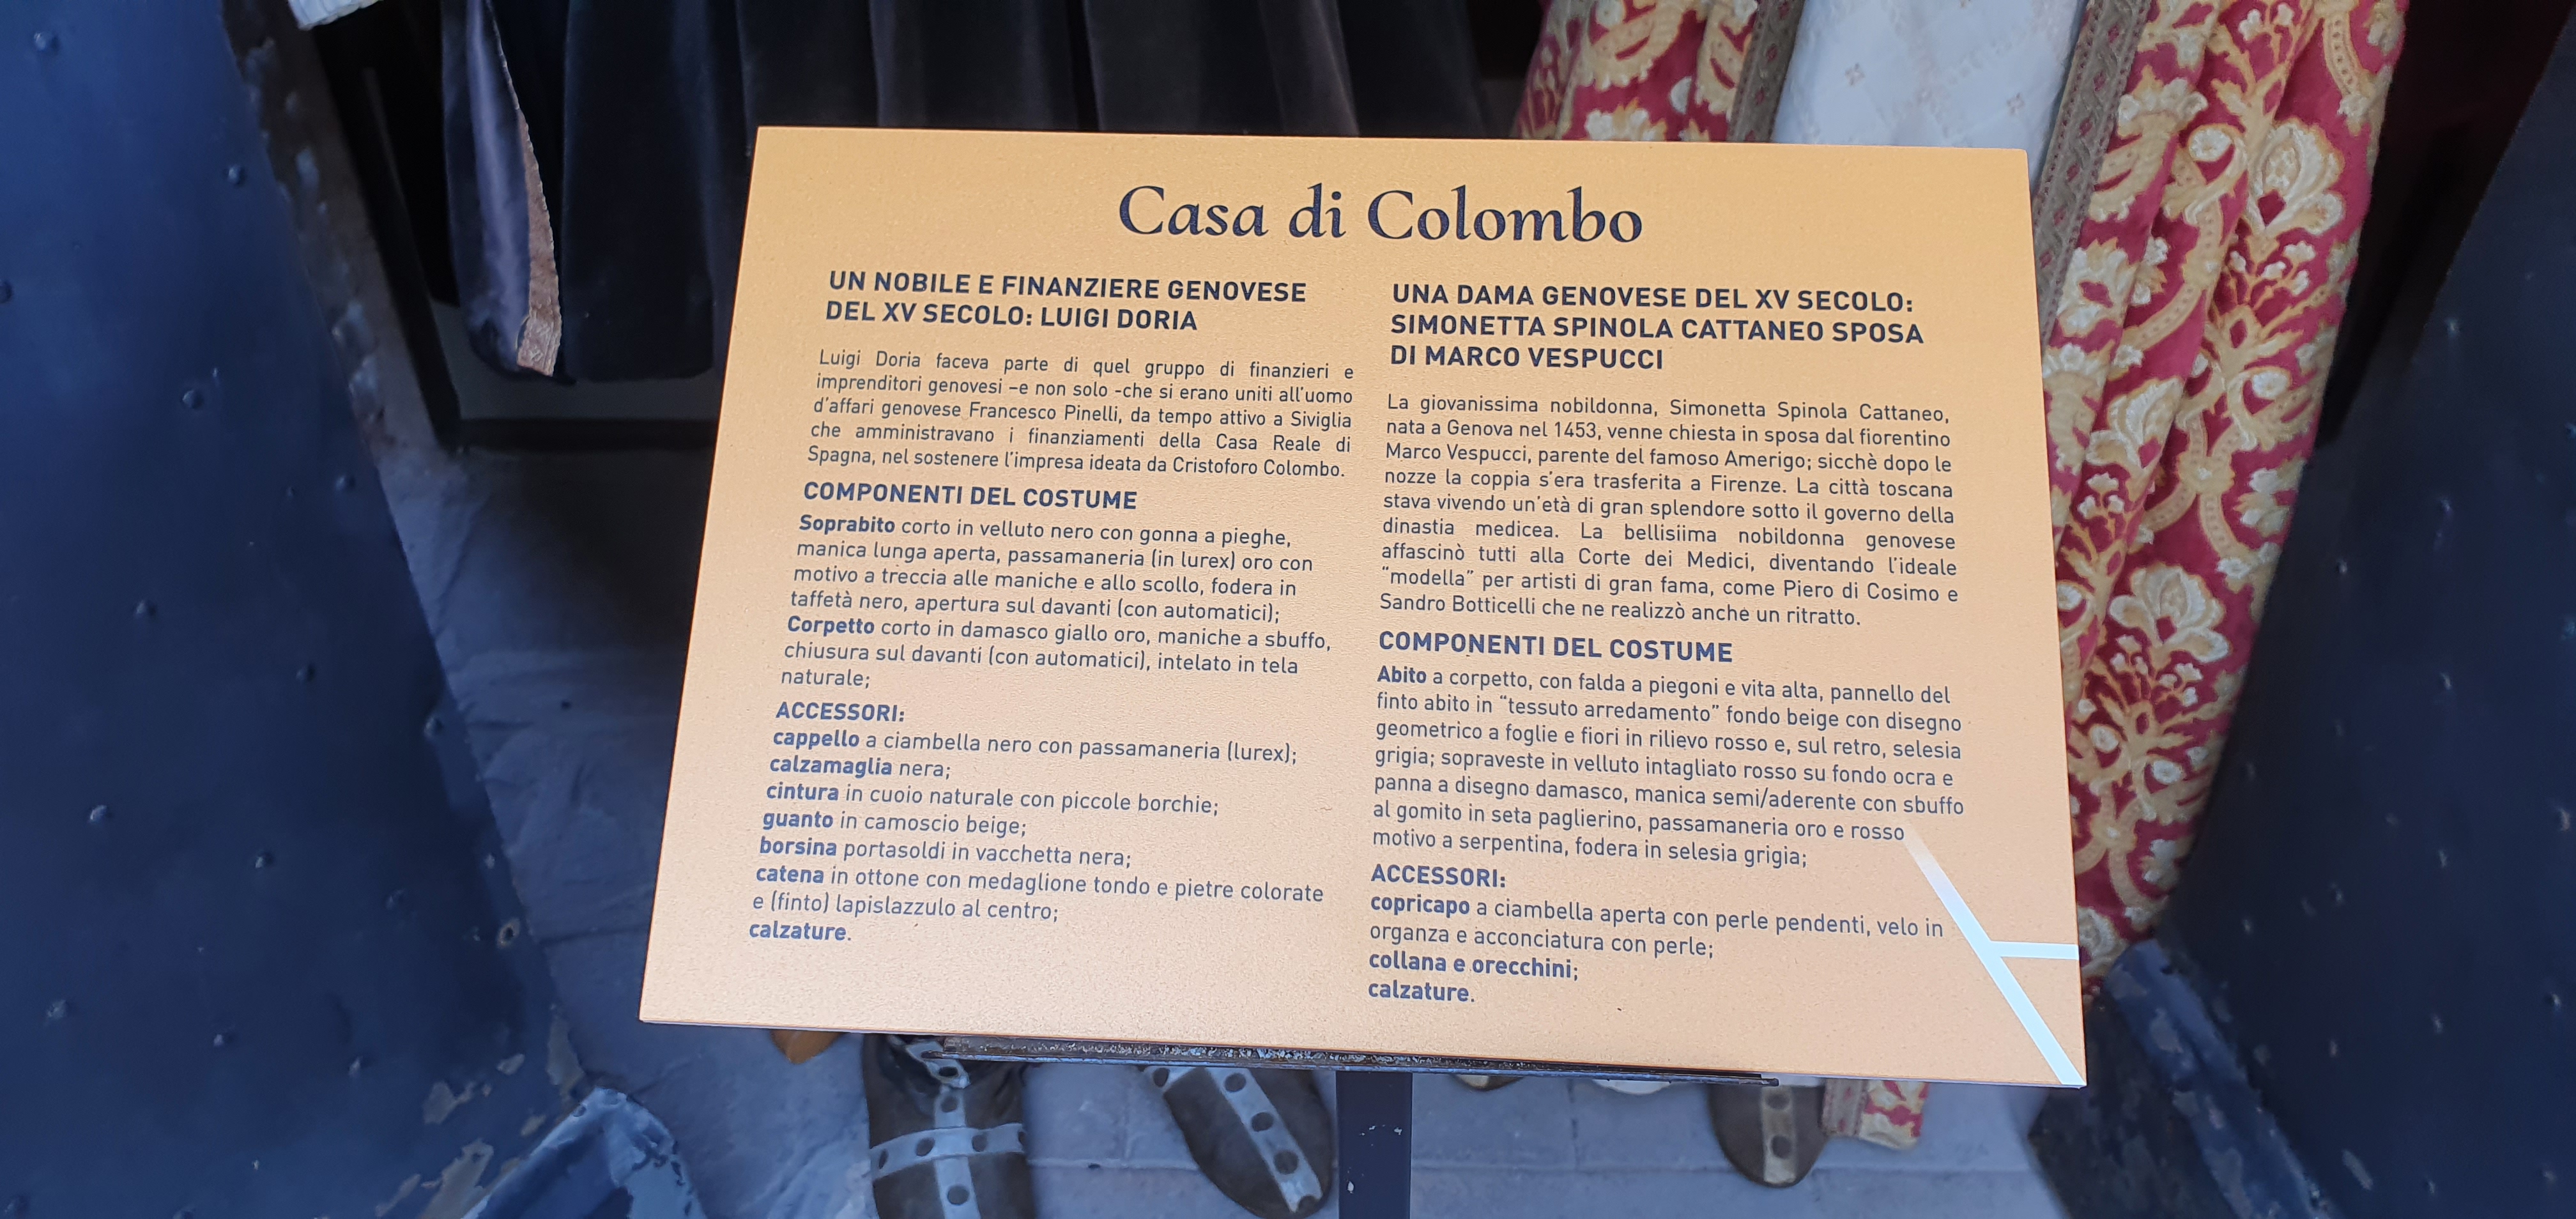 Casa di Colombo
UN NOBILE E FINANZIERE GENOVESE
DEL XV SECOLO: LUIGI DORIA
Luigi Doria faceva parte di quel gruppo di finanzieri e
imprenditori genovesi –e non solo -che si erano uniti all'uomo
d'affari genovese Francesco Pinelli, da tempo attivo a Siviglia
che amministravano i finanziamenti della Casa Reale di
Spagna, nel sostenere l'impresa ideata da Cristoforo Colombo.
COMPONENTI DEL COSTUME
Soprabito corto in velluto nero con gonna a pieghe,
manica lunga aperta, passamaneria (in lurex) oro con
motivo a treccia alle maniche e allo scollo, fodera in
taffetà nero, apertura sul davanti (con automatici);
Corpetto corto in damasco giallo oro, maniche a sbuffo,
chiusura sul davanti (con automatici), intelato in tela
naturale;
ACCESSORI:
cappello a ciambella nero con passamaneria (lurex);
calzamaglia nera;
cintura in cuoio naturale con piccole borchie;
guanto in camoscio beige;
borsina portasoldi in vacchetta nera;
catena in ottone con medaglione tondo e pietre colorate
e (finto) lapislazzulo al centro;
calzature.
UNA DAMA GENOVESE DEL XV SECOLO:
SIMONETTA SPINOLA CATTANEO SPOSA
DI MARCO VESPUCCI
La giovanissima nobildonna, Simonetta Spinola Cattaneo,
nata a Genova nel 1453, venne chiesta in sposa dal fiorentino
Marco Vespucci, parente del famoso Amerigo; sicchè dopo le
nozze la coppia s'era trasferita a Firenze. La città toscana
stava vivendo un'età di gran splendore sotto il governo della
dinastia medicea. La bellisiima nobildonna genovese
affascinò tutti alla Corte dei Medici, diventando l'ideale
"modella" per artisti di gran fama, come Piero di Cosimo e
Sandro Botticelli che ne realizzò anche un ritratto.
COMPONENTI DEL COSTUME
Abito a corpetto, con falda a piegoni e vita alta, pannello del
finto abito in "tessuto arredamento" fondo beige con disegno
geometrico a foglie e fiori in rilievo rosso e, sul retro, selesia
grigia; sopraveste in velluto intagliato rosso su fondo ocra e
panna a disegno damasco, manica semi/aderente con sbuffo
al gomito in seta paglierino, passamaneria oro e rosso
motivo a serpentina, fodera in selesia grigia;
ACCESSORI:
copricapo a ciambella aperta con perle pendenti, velo in
organza e acconciatura con perle;
collana e orecchini;
calzature.